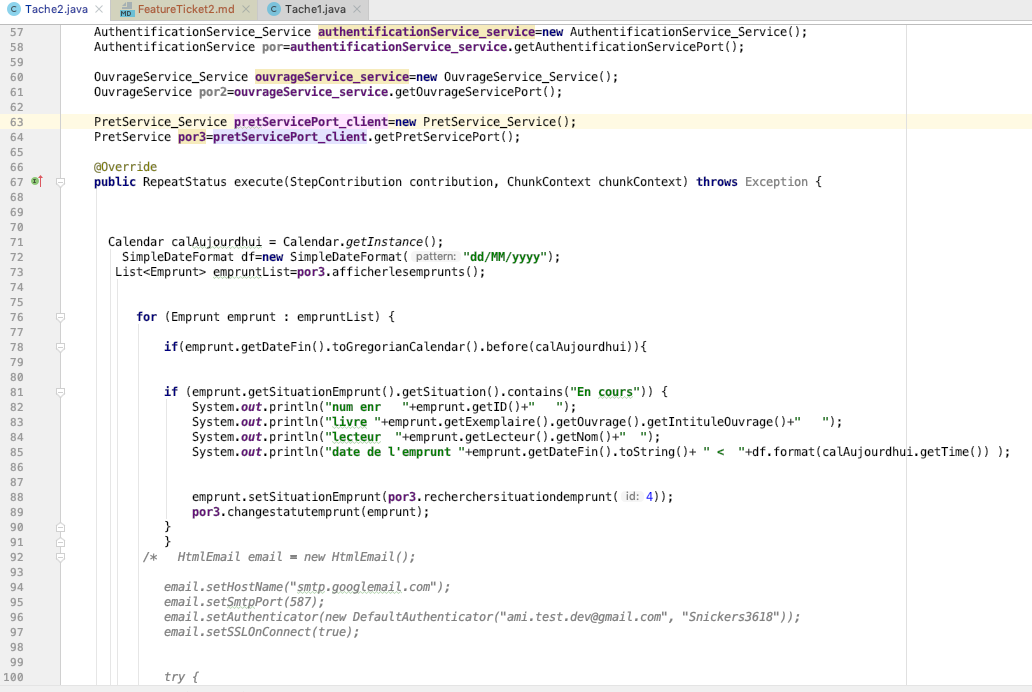 Tache2.java FeatureTicket2.md Tache1.java
57 AuthentificationService_Service authentificationService_service=new AuthentificationService_Service();
58 AuthentificationService por=authentificationService_service.getAuthentificationServicePort();
59
60 OuvrageService_Service ouvrageService_service=new OuvrageService_Service();
61 OuvrageService por2=ouvrageService_service.getOuvrageServicePort();
62
63 PretService_Service pretServicePort_client=new PretService_Service();
64 PretService por3=pretServicePort_client.getPretServicePort();
65
66 @Override
67 public RepeatStatus execute(StepContribution contribution, ChunkContext chunkContext) throws Exception {
68
69
70
71 Calendar calAujourdhui = Calendar.getInstance();
72 SimpleDateFormat df=new SimpleDateFormat( pattern: "dd/MM/yyyy");
73 List<Emprunt> empruntList=por3.afficherlesemprunts();
74
75
76 for (Emprunt emprunt : empruntList) {
77
78 if(emprunt.getDateFin().toGregorianCalendar().before(calAujourdhui)){
79
80
81 if (emprunt.getSituationEmprunt().getSituation().contains("En cours")) {
82 System.out.println("num enr   "+emprunt.getID()+"   ");
83 System.out.println("livre "+emprunt.getExemplaire().getOuvrage().getIntituleOuvrage()+"   ");
84 System.out.println("lecteur  "+emprunt.getLecteur().getNom()+"  ");
85 System.out.println("date de l'emprunt "+emprunt.getDateFin().toString()+ " <  "+df.format(calAujourdhui.getTime()) );
86
87
88 emprunt.setSituationEmprunt(por3.recherchersituationdemprunt( id: 4));
89 por3.changestatutemprunt(emprunt);
90 }
91 }
92 /*   HtmlEmail email = new HtmlEmail();
93
94 email.setHostName("smtp.googlemail.com");
95 email.setSmtpPort(587);
96 email.setAuthenticator(new DefaultAuthenticator("ami.test.dev@gmail.com", "Snickers3618"));
97 email.setSSLOnConnect(true);
98
99
100 try {